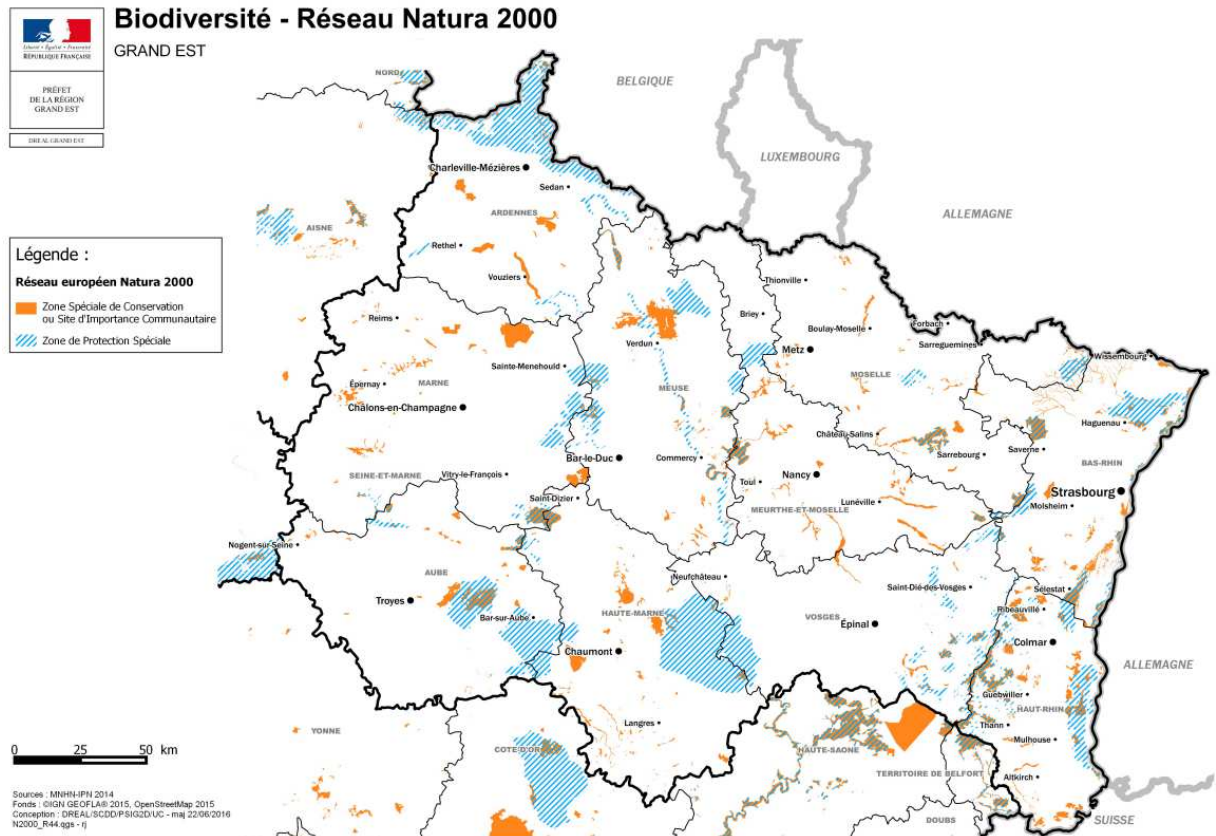 Biodiversité - Réseau Natura 2000
GRAND EST
Liberté • Égalité • Fraternité
RÉPUBLIQUE FRANÇAISE
PRÉFET
DE LA RÉGION
GRAND EST
DREAL GRAND EST
Légende :
Réseau européen Natura 2000
Zone Spéciale de Conservation
ou Site d'Importance Communautaire
Zone de Protection Spéciale
NORD
BELGIQUE
LUXEMBOURG
ALLEMAGNE
Charleville-Mézières
Sedan
ARDENNES
AISNE
Rethel
Vouziers
Thionville
Reims
Briey
Boulay-Moselle
Forbach
Verdun
Metz
Sarreguemines
Wissembourg
Sainte-Menehould
MOSELLE
Épernay
MARNE
MEUSE
Châlons-en-Champagne
Haguenau
Château-Salins
Bar-le-Duc
Commercy
Sarrebourg
Saverne
BAS-RHIN
SEINE-ET-MARNE
Vitry-le-François
Toul
Nancy
Strasbourg
Saint-Dizier
Lunéville
Molsheim
MEURTHE-ET-MOSELLE
Nogent-sur-Seine
AUBE
Neufchâteau
Saint-Dié-des-Vosges
Sélestat
Troyes
Ribeauvillé
Bar-sur-Aube
HAUTE-MARNE
VOSGES
Épinal
Colmar
Chaumont
ALLEMAGNE
Guebwiller
HAUT-RHIN
Langres
Thann
YONNE
Mulhouse
COTE-D'OR
HAUTE-SAONE
TERRITOIRE DE BELFORT
Altkirch
DOUBS
SUISSE
0 25 50 km
Sources : MNHN-IPN 2014
Fonds : ©IGN GEOFLA® 2015, OpenStreetMap 2015
Conception : DREAL/SCDD/PSIG2D/UC - maj 22/06/2016
N2000_R44.qgs - rj